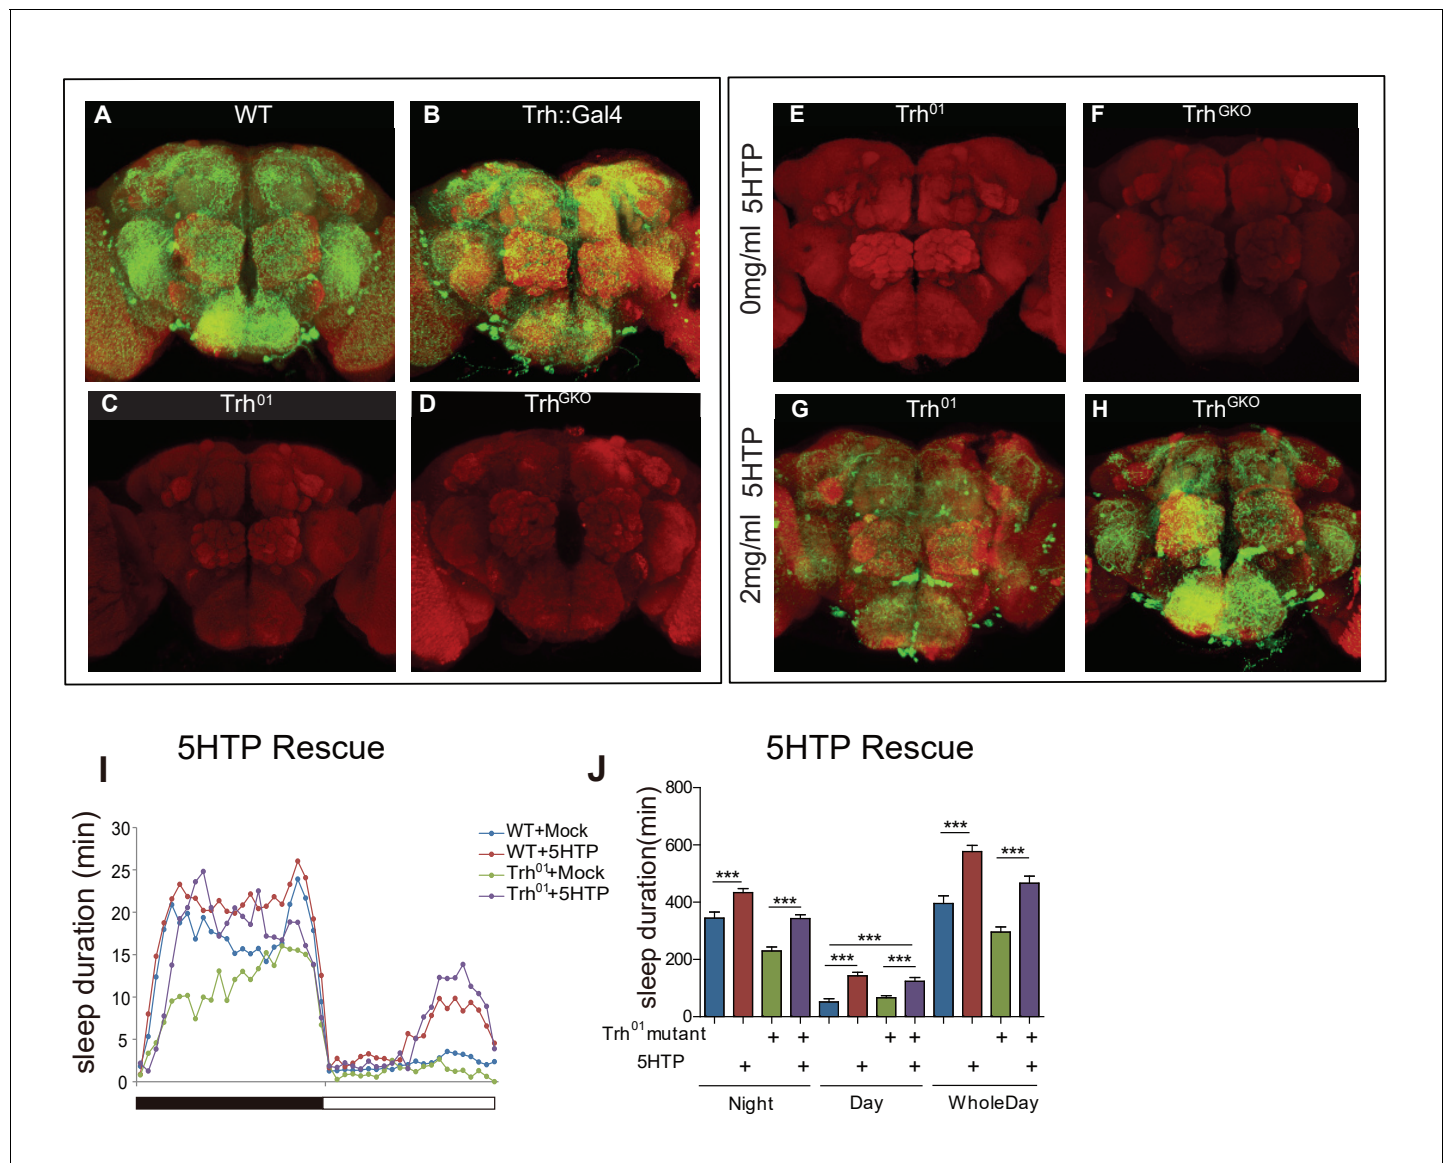 A WT
B Trh::Gal4
C Trh01
D TrhGKO
0mg/ml 5HTP
E Trh01
F TrhGKO
2mg/ml 5HTP
G Trh01
H TrhGKO
I 5HTP Rescue
sleep duration (min)
30
25
20
15
10
5
0
WT+Mock
WT+5HTP
Trh01+Mock
Trh01+5HTP
J 5HTP Rescue
sleep duration(min)
800
600
400
200
0
*** *** *** *** *** *** ***
Trh01mutant + + + + + +
5HTP + + + + + +
Night Day WholeDay